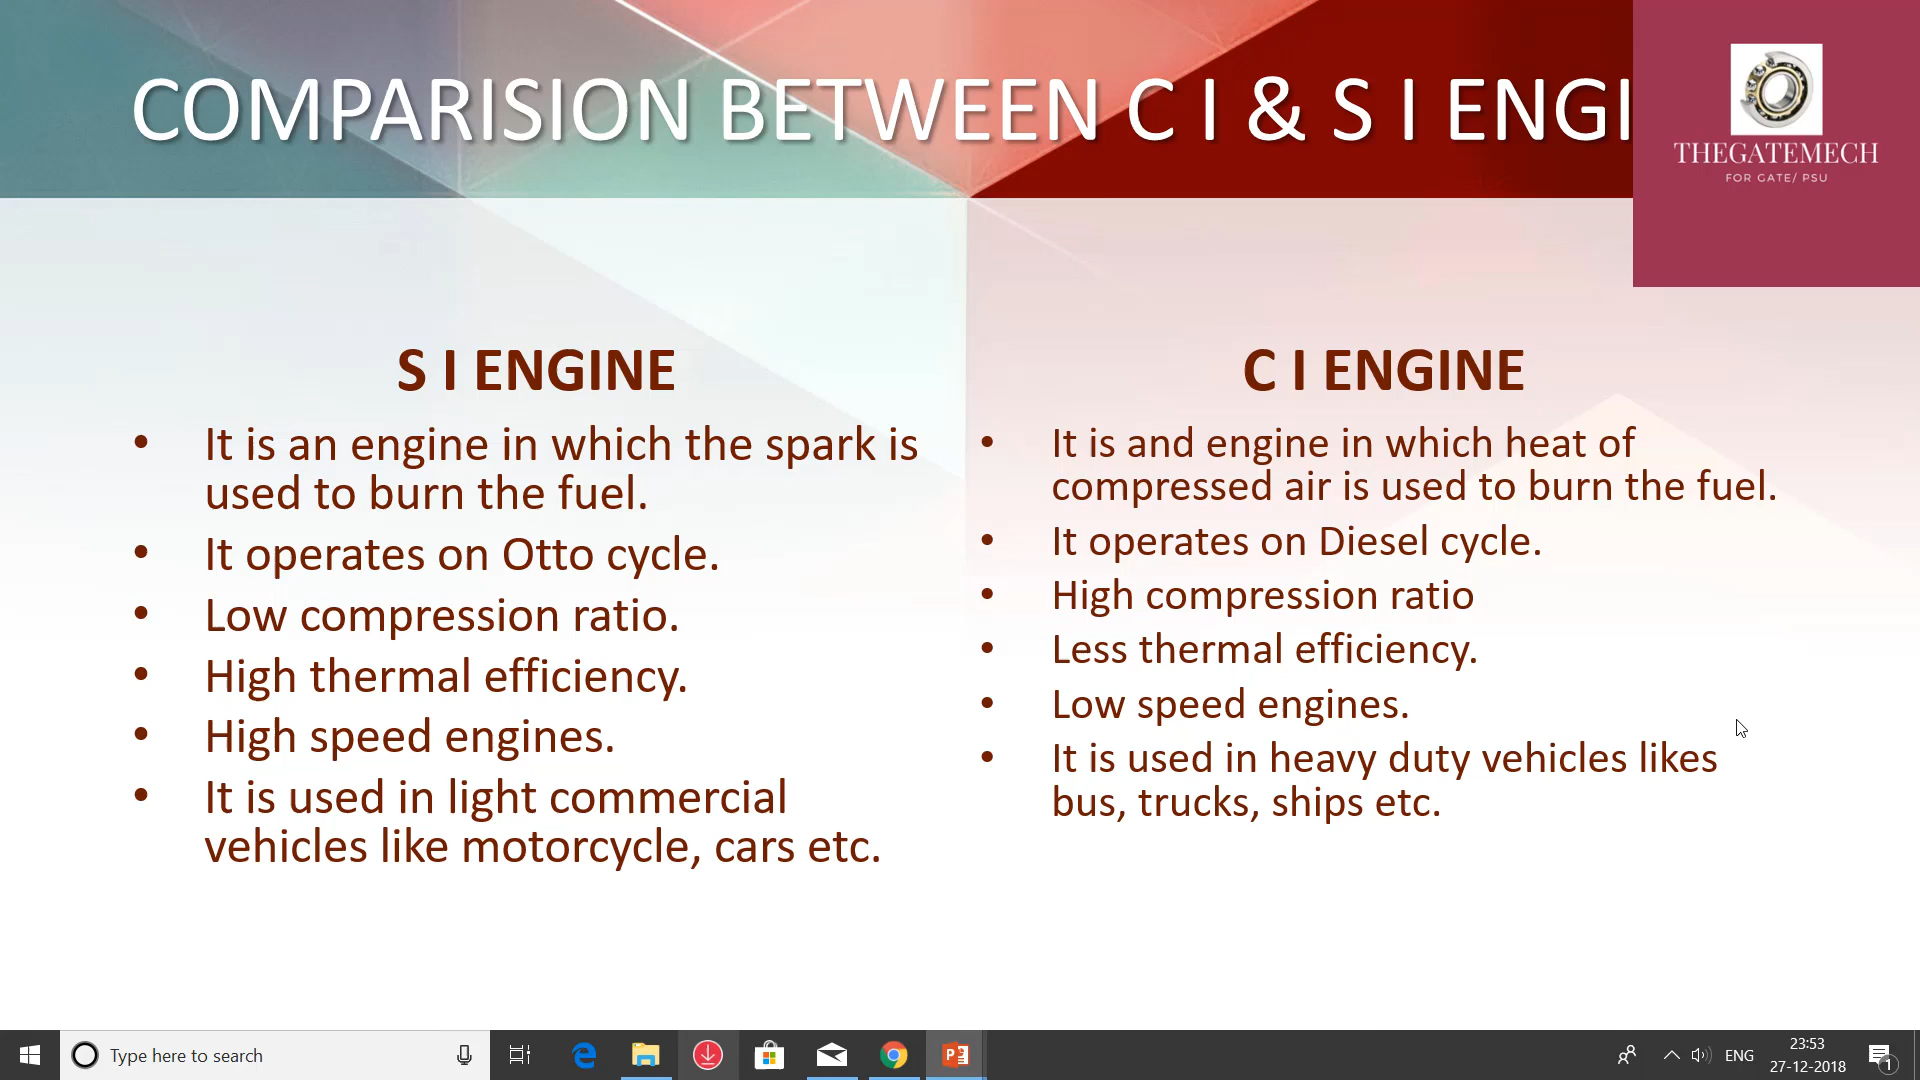 COMPARISION BETWEEN C I & S I ENGI
THEGATEMECH
FOR GATE/ PSU
S I ENGINE
• It is an engine in which the spark is
used to burn the fuel.
• It operates on Otto cycle.
• Low compression ratio.
• High thermal efficiency.
• High speed engines.
• It is used in light commercial
vehicles like motorcycle, cars etc.
C I ENGINE
• It is and engine in which heat of
compressed air is used to burn the fuel.
• It operates on Diesel cycle.
• High compression ratio
• Less thermal efficiency.
• Low speed engines.
• It is used in heavy duty vehicles likes
bus, trucks, ships etc.
Type here to search
ENG
23:53
27-12-2018
1